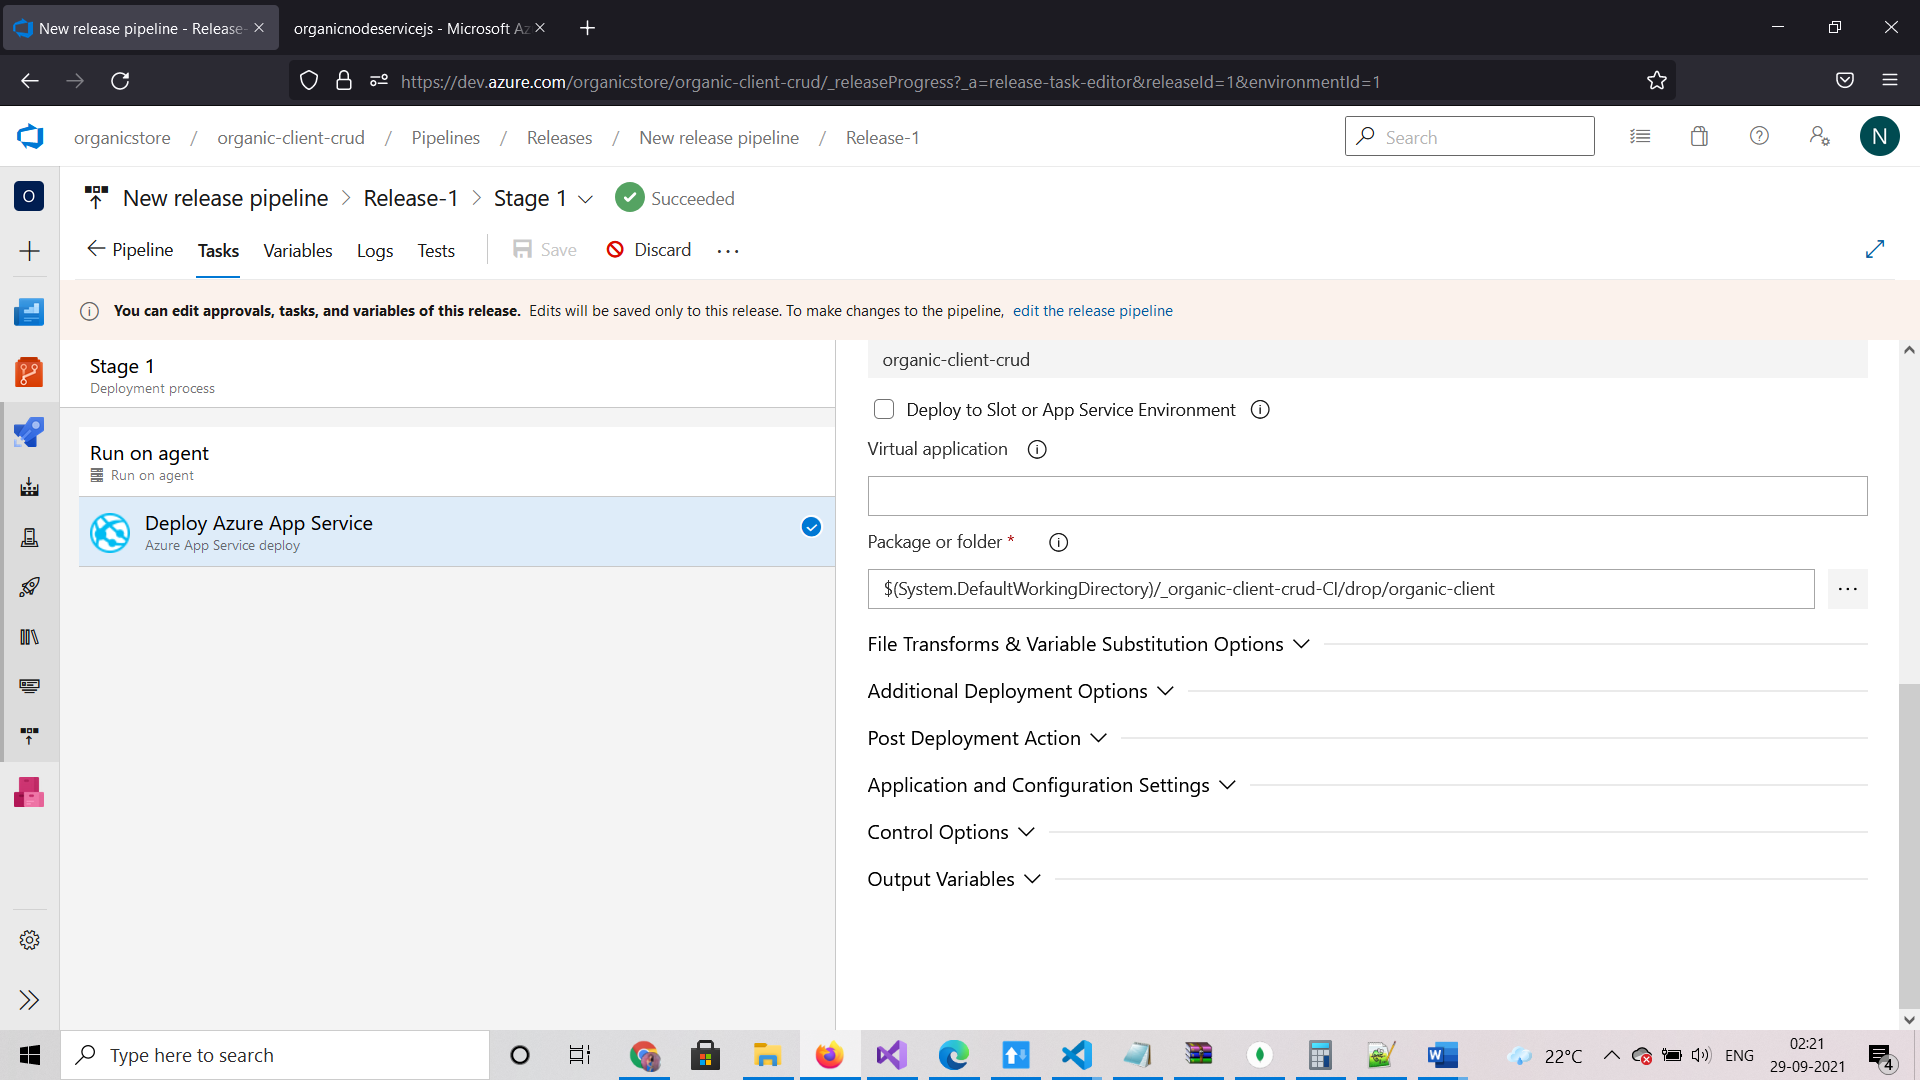 New release pipeline - Release-
organicnodeservicejs - Microsoft Az
https://dev.azure.com/organicstore/organic-client-crud/_releaseProgress?_a=release-task-editor&releaseId=1&environmentId=1
organicstore / organic-client-crud / Pipelines / Releases / New release pipeline / Release-1
Search
N
O
New release pipeline > Release-1 > Stage 1
Succeeded
Pipeline Tasks Variables Logs Tests Save Discard ...
You can edit approvals, tasks, and variables of this release. Edits will be saved only to this release. To make changes to the pipeline, edit the release pipeline
Stage 1
Deployment process
Run on agent
Run on agent
Deploy Azure App Service
Azure App Service deploy
organic-client-crud
Deploy to Slot or App Service Environment
Virtual application
Package or folder *
$(System.DefaultWorkingDirectory)/_organic-client-crud-CI/drop/organic-client
...
File Transforms & Variable Substitution Options
Additional Deployment Options
Post Deployment Action
Application and Configuration Settings
Control Options
Output Variables
Type here to search
22°C
ENG
02:21
29-09-2021
4